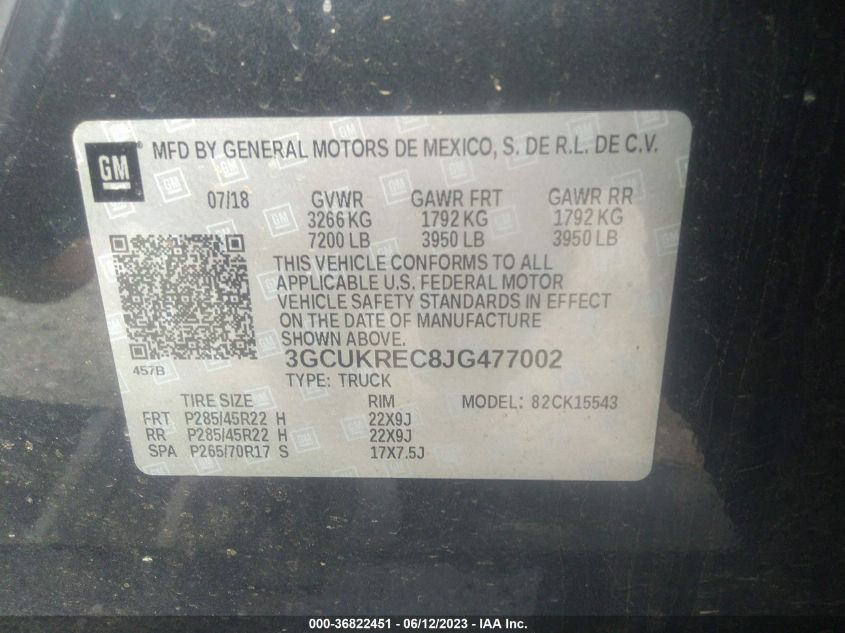 GM
MFD BY GENERAL MOTORS DE MEXICO, S. DE R.L. DE C.V.
07/18 GVWR GAWR FRT GAWR RR
3266 KG 1792 KG 1792 KG
7200 LB 3950 LB 3950 LB
THIS VEHICLE CONFORMS TO ALL
APPLICABLE U.S. FEDERAL MOTOR
VEHICLE SAFETY STANDARDS IN EFFECT
ON THE DATE OF MANUFACTURE
SHOWN ABOVE.
457B
3GCUKREC8JG477002
TYPE: TRUCK
TIRE SIZE RIM MODEL: 82CK15543
FRT P285/45R22 H 22X9J
RR P285/45R22 H 22X9J
SPA P265/70R17 S 17X7.5J
000-36822451 - 06/12/2023 - IAA Inc.